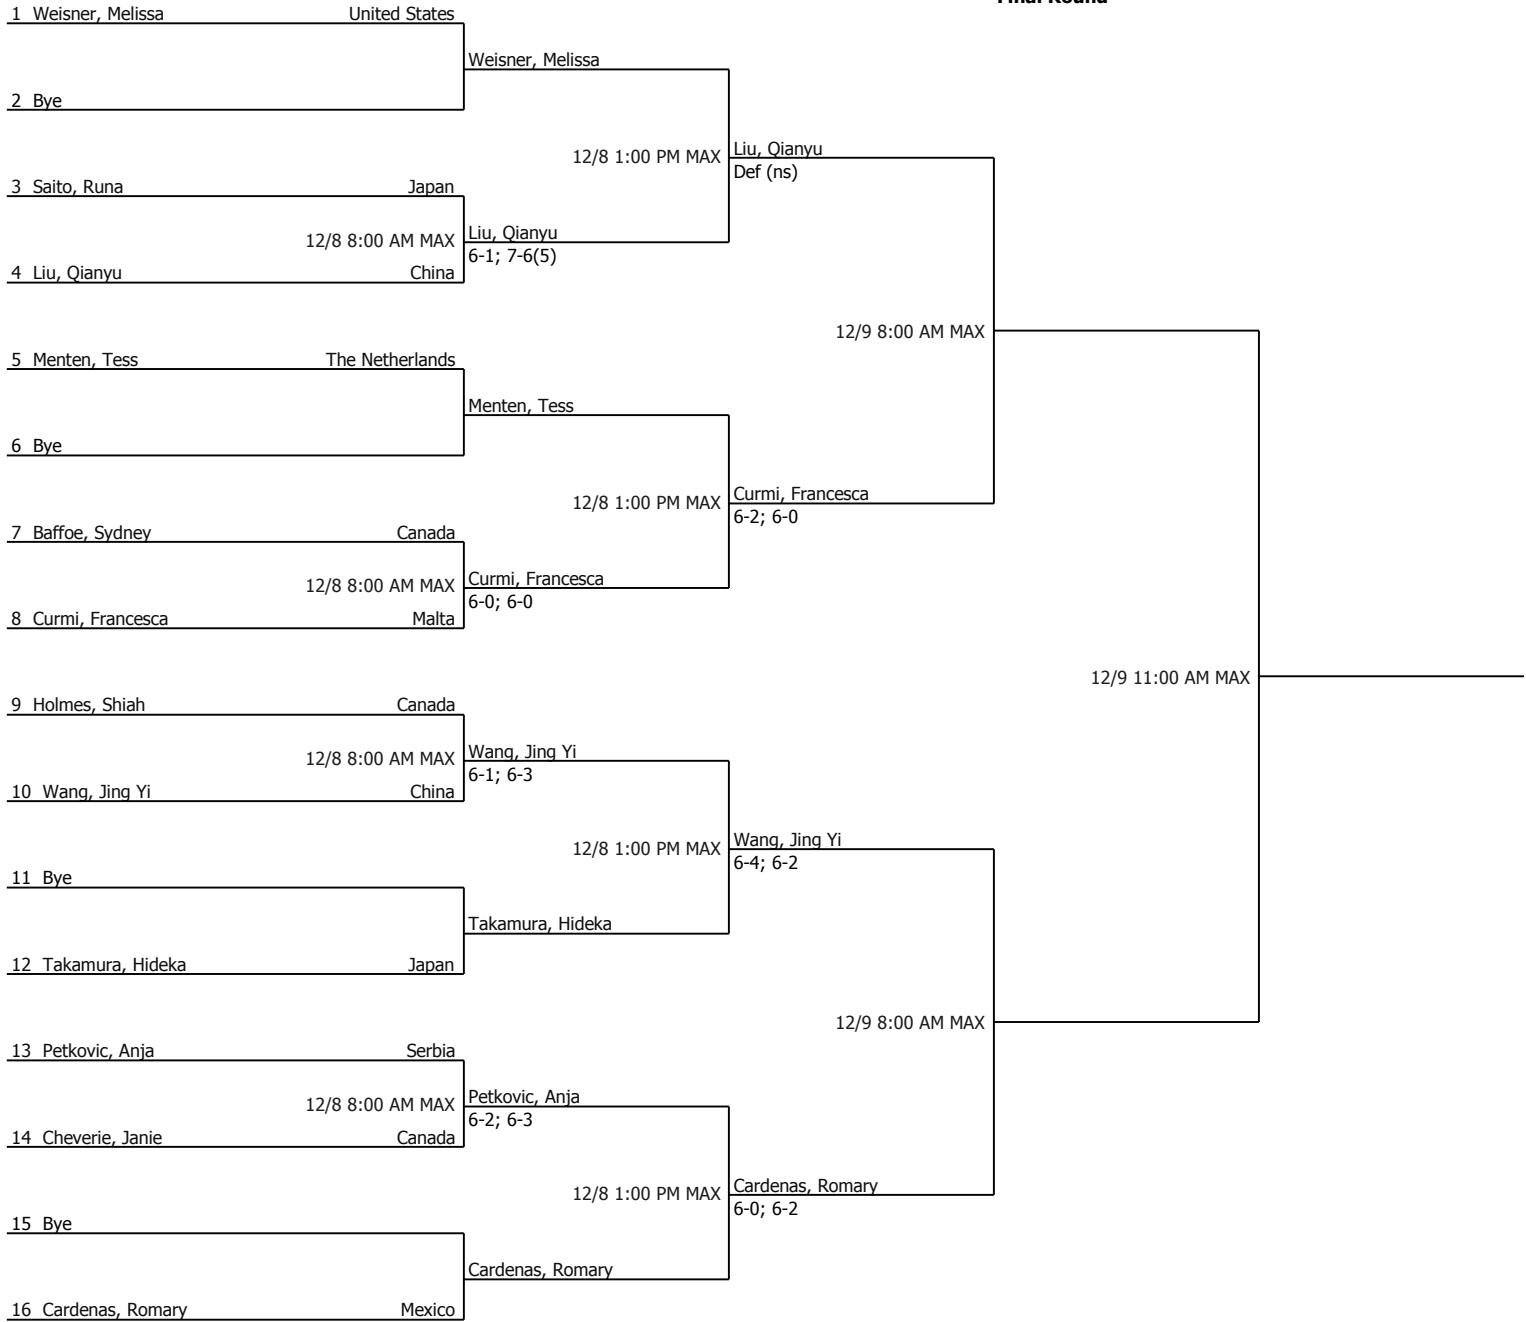 Final Round
1 Weisner, Melissa United States
Weisner, Melissa
2 Bye
12/8 1:00 PM MAX Liu, Qianyu
Def (ns)
3 Saito, Runa Japan
12/8 8:00 AM MAX Liu, Qianyu
6-1; 7-6(5)
4 Liu, Qianyu China
12/9 8:00 AM MAX
5 Menten, Tess The Netherlands
Menten, Tess
6 Bye
12/8 1:00 PM MAX Curmi, Francesca
6-2; 6-0
7 Baffoe, Sydney Canada
12/8 8:00 AM MAX Curmi, Francesca
6-0; 6-0
8 Curmi, Francesca Malta
12/9 11:00 AM MAX
9 Holmes, Shiah Canada
12/8 8:00 AM MAX Wang, Jing Yi
6-1; 6-3
10 Wang, Jing Yi China
12/8 1:00 PM MAX Wang, Jing Yi
6-4; 6-2
11 Bye
Takamura, Hideka
12 Takamura, Hideka Japan
12/9 8:00 AM MAX
13 Petkovic, Anja Serbia
12/8 8:00 AM MAX Petkovic, Anja
6-2; 6-3
14 Cheverie, Janie Canada
12/8 1:00 PM MAX Cardenas, Romary
6-0; 6-2
15 Bye
Cardenas, Romary
16 Cardenas, Romary Mexico